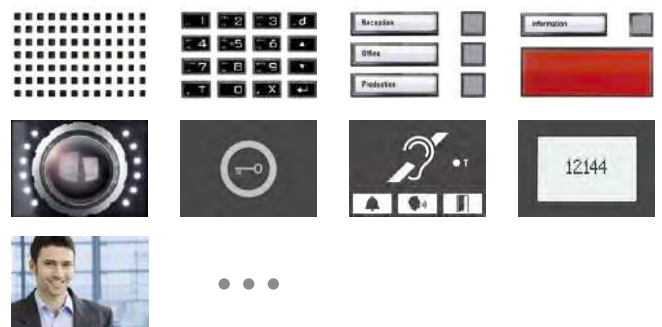 1 2 3
4 5 6
7 8 9
T 0 X
Reception
Office
Production
Information
T
12144